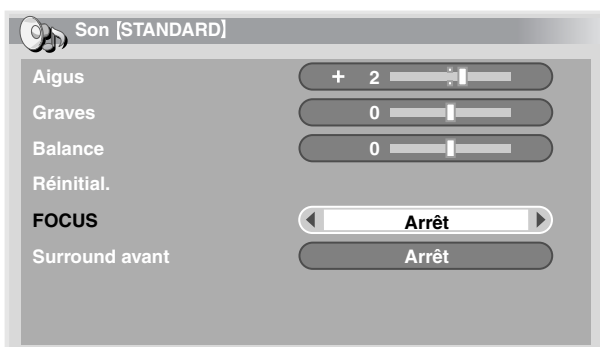 Son [STANDARD]
Aigus + 2
Graves 0
Balance 0
Réinitial.
FOCUS Arrêt
Surround avant Arrêt